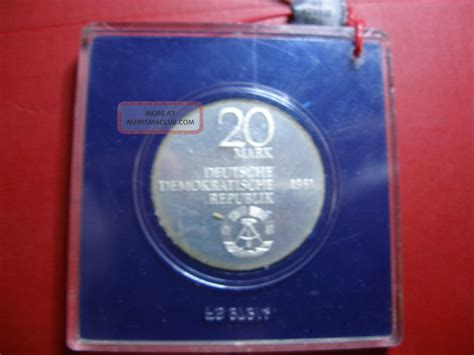 MORE AT
NUMISMACLUB.COM
20
MARK
DEUTSCHE
DEMOKRATISCHE 1981
REPUBLIK